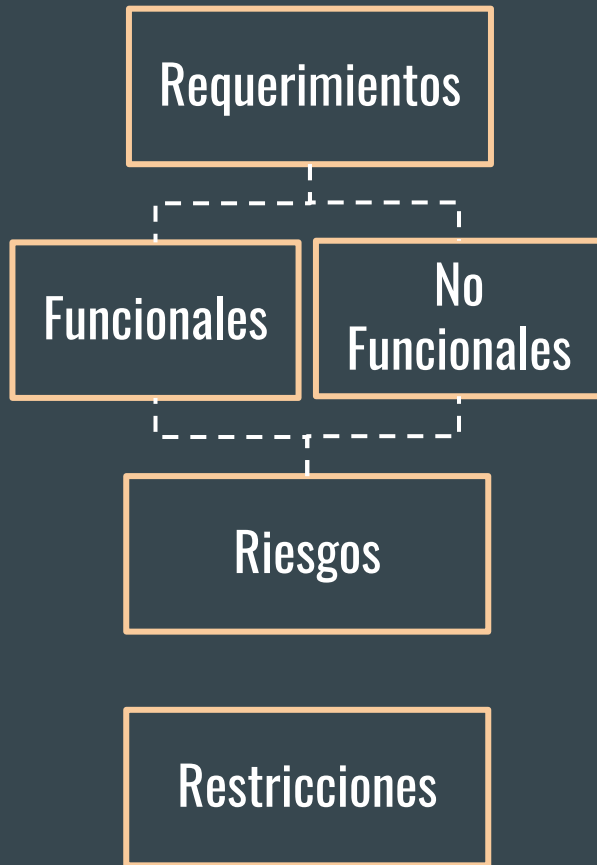 Requerimientos
Funcionales
No
Funcionales
Riesgos
Restricciones